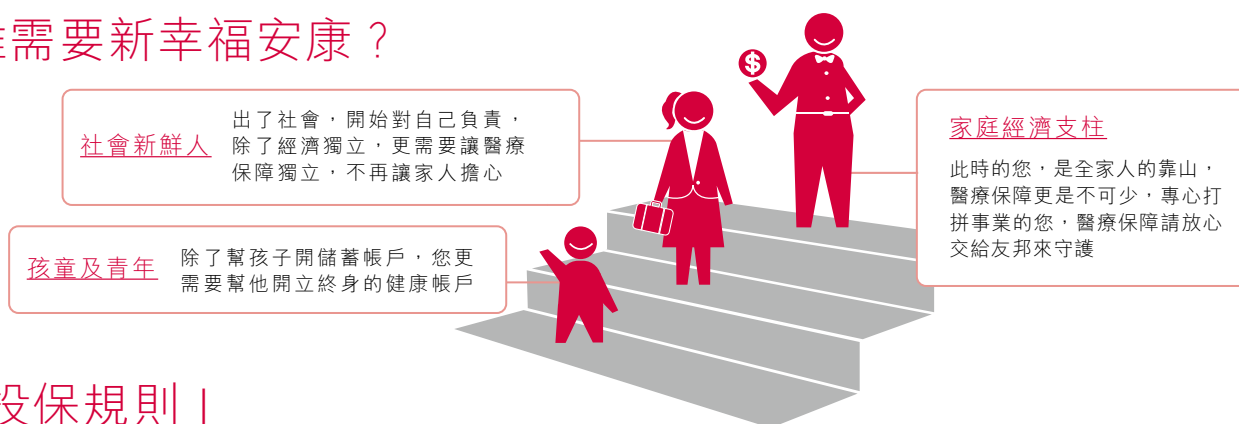 誰需要新幸福安康？
社會新鮮人
出了社會，開始對自己負責，
除了經濟獨立，更需要讓醫療
保障獨立，不再讓家人擔心
$
家庭經濟支柱
此時的您，是全家人的靠山，
醫療保障更是不可少，專心打
拼事業的您，醫療保障請放心
交給友邦來守護
孩童及青年
除了幫孩子開儲蓄帳戶，您更
需要幫他開立終身的健康帳戶
投保規則 |